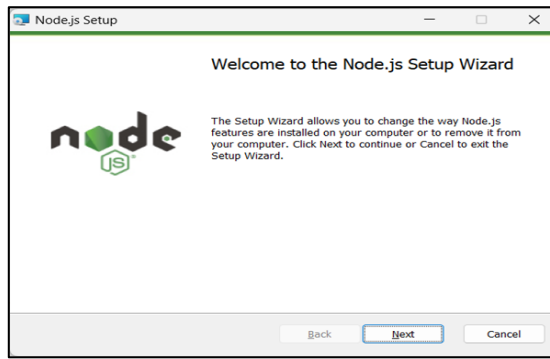 Node.js Setup
Welcome to the Node.js Setup Wizard
The Setup Wizard allows you to change the way Node.js
features are installed on your computer or to remove it from
your computer. Click Next to continue or Cancel to exit the
Setup Wizard.
node
JS
Back Next Cancel